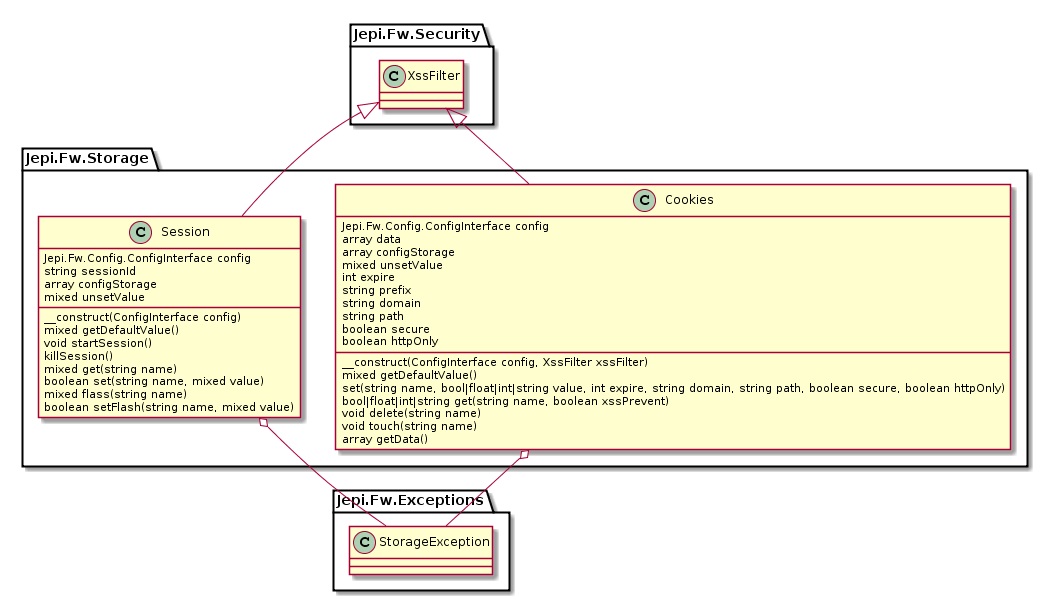 Jepi.Fw.Security
C XssFilter
Jepi.Fw.Storage
C Session
Jepi.Fw.Config.ConfigInterface config
string sessionId
array configStorage
mixed unsetValue
__construct(ConfigInterface config)
mixed getDefaultValue()
void startSession()
killSession()
mixed get(string name)
boolean set(string name, mixed value)
mixed flass(string name)
boolean setFlash(string name, mixed value)
C Cookies
Jepi.Fw.Config.ConfigInterface config
array data
array configStorage
mixed unsetValue
int expire
string prefix
string domain
string path
boolean secure
boolean httpOnly
__construct(ConfigInterface config, XssFilter xssFilter)
mixed getDefaultValue()
set(string name, bool|float|int|string value, int expire, string domain, string path, boolean secure, boolean httpOnly)
bool|float|int|string get(string name, boolean xssPrevent)
void delete(string name)
void touch(string name)
array getData()
Jepi.Fw.Exceptions
C StorageException